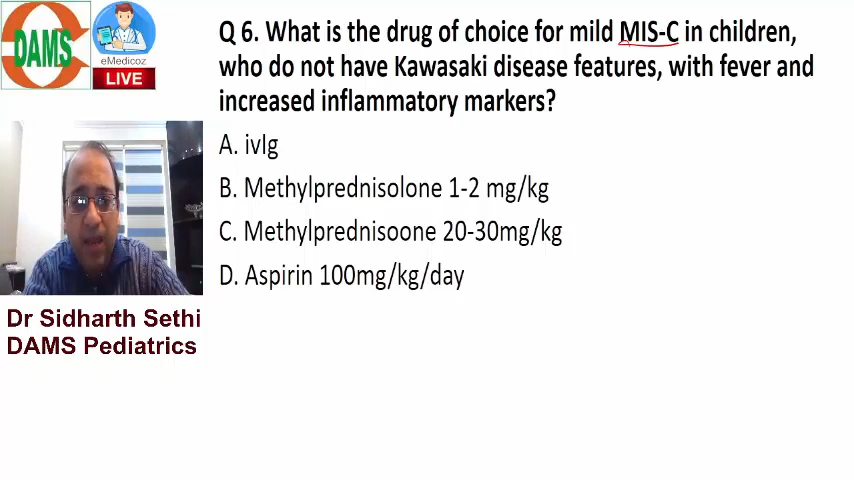 DAMS
eMedicoz
LIVE
Q 6. What is the drug of choice for mild MIS-C in children,
who do not have Kawasaki disease features, with fever and
increased inflammatory markers?
A. ivIg
B. Methylprednisolone 1-2 mg/kg
C. Methylprednisoone 20-30mg/kg
D. Aspirin 100mg/kg/day
Dr Sidharth Sethi
DAMS Pediatrics